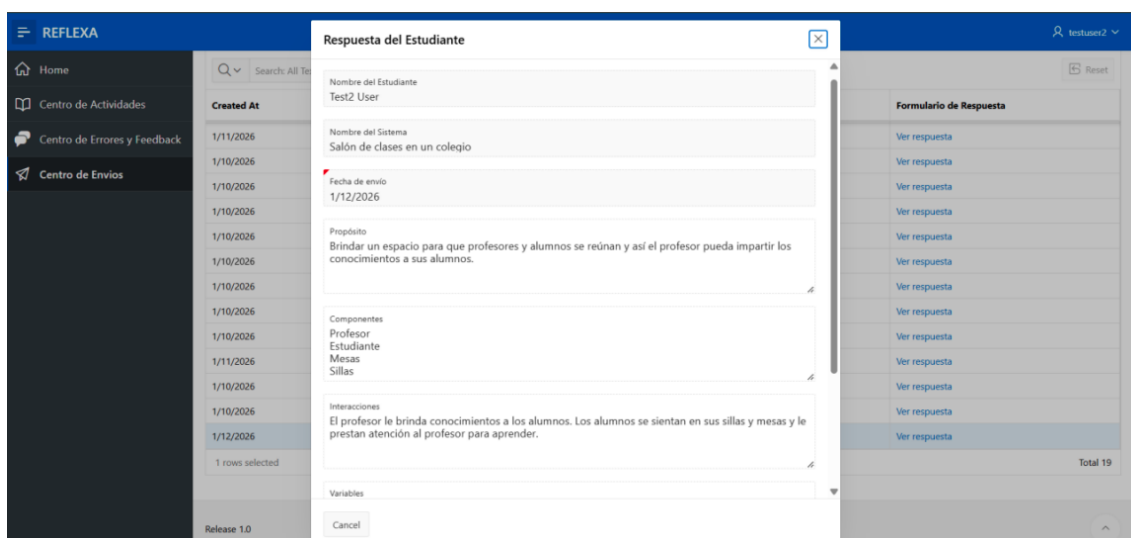 REFLEXA
testuser2
Home
Centro de Actividades
Centro de Errores y Feedback
Centro de Envios
Search: All Te
Reset
Created At
Formulario de Respuesta
1/11/2026
Ver respuesta
1/10/2026
Ver respuesta
1/10/2026
Ver respuesta
1/10/2026
Ver respuesta
1/10/2026
Ver respuesta
1/10/2026
Ver respuesta
1/10/2026
Ver respuesta
1/10/2026
Ver respuesta
1/10/2026
Ver respuesta
1/11/2026
Ver respuesta
1/10/2026
Ver respuesta
1/10/2026
Ver respuesta
1/12/2026
Ver respuesta
1 rows selected
Total 19
Release 1.0
Respuesta del Estudiante
Nombre del Estudiante
Test2 User
Nombre del Sistema
Salón de clases en un colegio
Fecha de envío
1/12/2026
Propósito
Brindar un espacio para que profesores y alumnos se reúnan y así el profesor pueda impartir los
conocimientos a sus alumnos.
Componentes
Profesor
Estudiante
Mesas
Sillas
Interacciones
El profesor le brinda conocimientos a los alumnos. Los alumnos se sientan en sus sillas y mesas y le
prestan atención al profesor para aprender.
Variables
Cancel